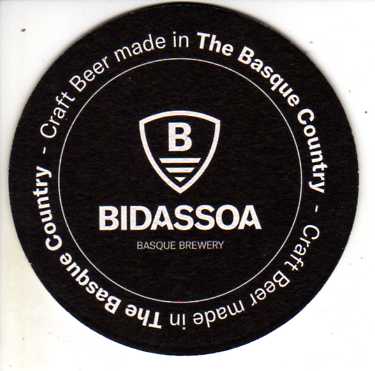 - Craft Beer made in The Basque Country
- Craft Beer made in The Basque Country
B
BIDASSOA
BASQUE BREWERY